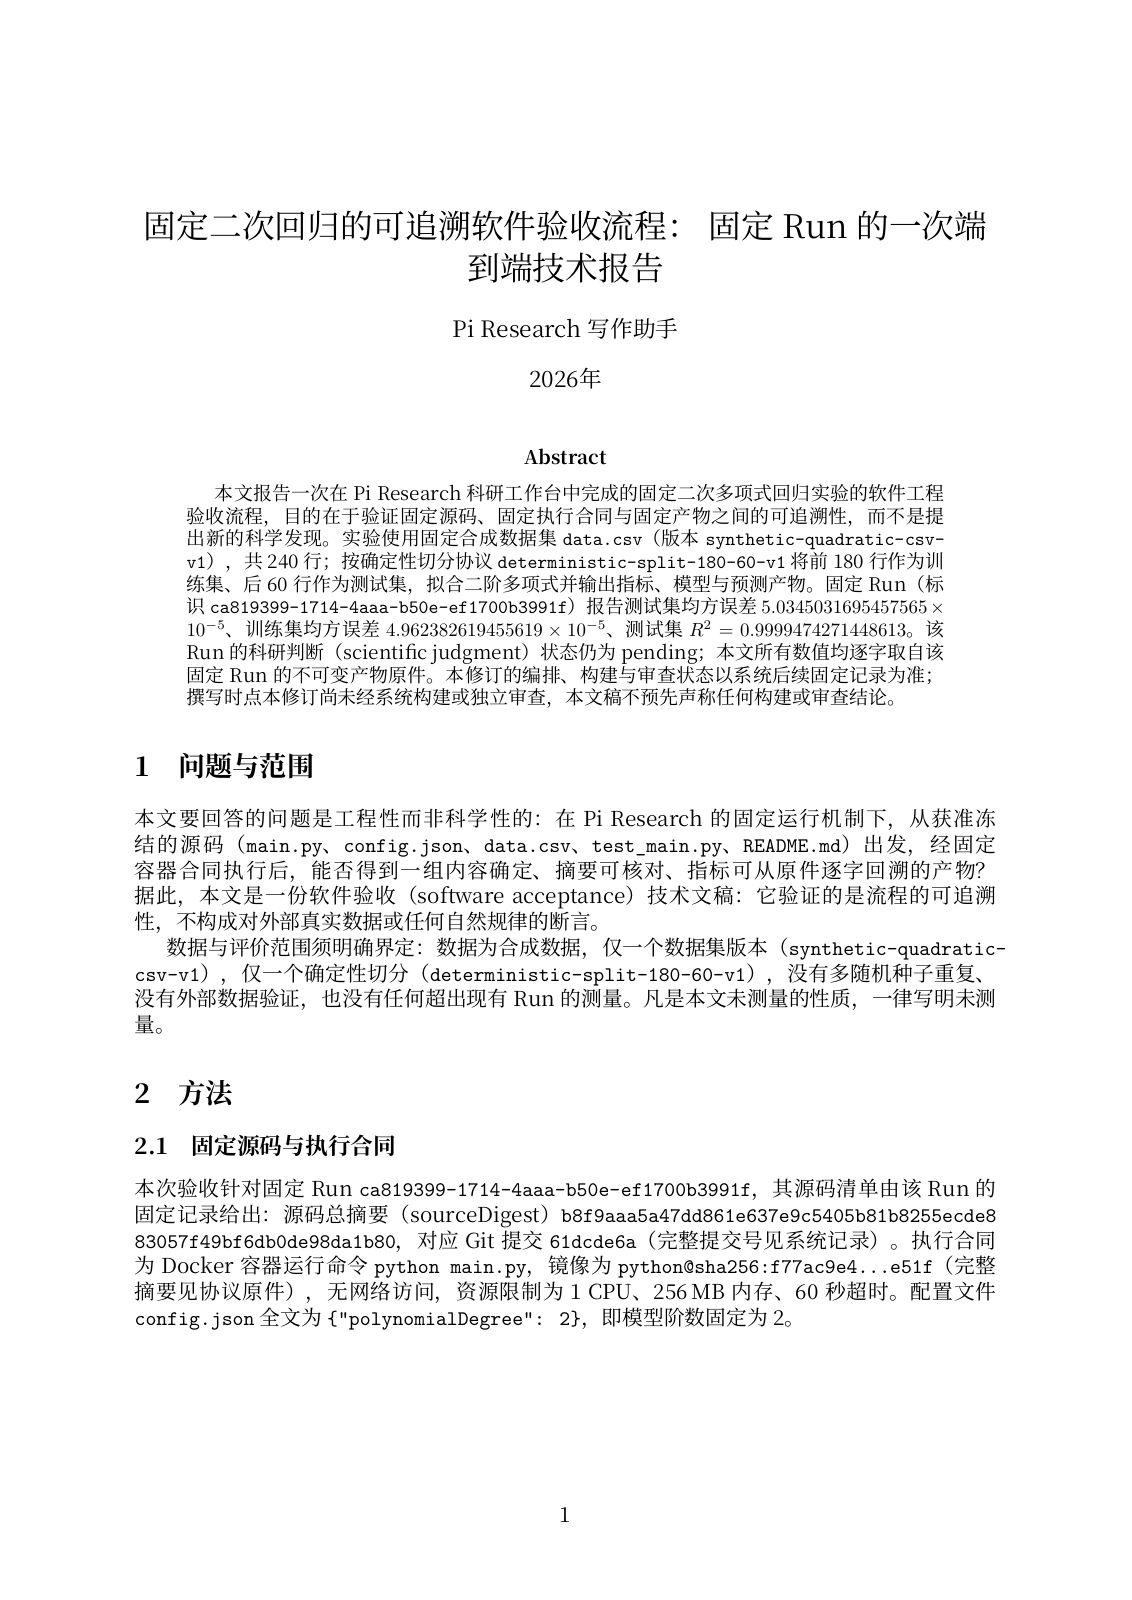 固定二次回归的可追溯软件验收流程： 固定 Run 的一次端
到端技术报告
Pi Research 写作助手
2026年
Abstract
本文报告一次在 Pi Research 科研工作台中完成的固定二次多项式回归实验的软件工程
验收流程，目的在于验证固定源码、固定执行合同与固定产物之间的可追溯性，而不是提
出新的科学发现。实验使用固定合成数据集 data.csv（版本 synthetic-quadratic-csv-
v1），共 240 行；按确定性切分协议 deterministic-split-180-60-v1 将前 180 行作为训
练集、后 60 行作为测试集，拟合二阶多项式并输出指标、模型与预测产物。固定 Run（标
识 ca819399-1714-4aaa-b50e-ef1700b3991f）报告测试集均方误差 5.0345031695457565 ×
10⁻⁵、训练集均方误差 4.962382619455619 × 10⁻⁵、测试集 R² = 0.9999474271448613。该
Run 的科研判断（scientific judgment）状态仍为 pending；本文所有数值均逐字取自该
固定 Run 的不可变产物原件。本修订的编排、构建与审查状态以系统后续固定记录为准；
撰写时点本修订尚未经系统构建或独立审查，本文稿不预先声称任何构建或审查结论。
1 问题与范围
本文要回答的问题是工程性而非科学性的：在 Pi Research 的固定运行机制下，从获准冻
结的源码（main.py、config.json、data.csv、test_main.py、README.md）出发，经固定
容器合同执行后，能否得到一组内容确定、摘要可核对、指标可从原件逐字回溯的产物？
据此，本文是一份软件验收（software acceptance）技术文稿：它验证的是流程的可追溯
性，不构成对外部真实数据或任何自然规律的断言。
数据与评价范围须明确界定：数据为合成数据，仅一个数据集版本（synthetic-quadratic-
csv-v1），仅一个确定性切分（deterministic-split-180-60-v1），没有多随机种子重复、
没有外部数据验证，也没有任何超出现有 Run 的测量。凡是本文未测量的性质，一律写明未测
量。
2 方法
2.1 固定源码与执行合同
本次验收针对固定 Run ca819399-1714-4aaa-b50e-ef1700b3991f，其源码清单由该 Run 的
固定记录给出：源码总摘要（sourceDigest）b8f9aaa5a47dd861e637e9c5405b81b8255ecde8
83057f49bf6db0de98da1b80，对应 Git 提交 61dcde6a（完整提交号见系统记录）。执行合同
为 Docker 容器运行命令 python main.py，镜像为 python@sha256:f77ac9e4...e51f（完整
摘要见协议原件），无网络访问，资源限制为 1 CPU、256 MB 内存、60 秒超时。配置文件
config.json 全文为 {"polynomialDegree": 2}，即模型阶数固定为 2。
1